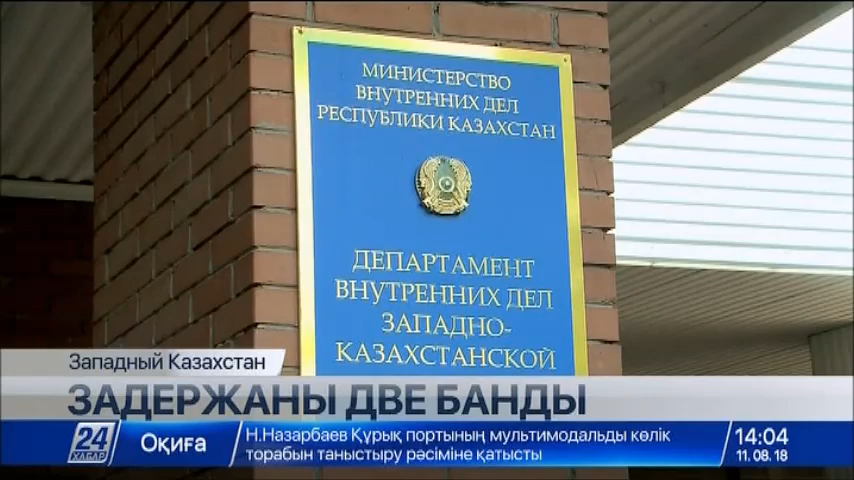 МИНИСТЕРСТВО
ВНУТРЕННИХ ДЕЛ
РЕСПУБЛИКИ КАЗАХСТАН
ДЕПАРТАМЕНТ
ВНУТРЕННИХ ДЕЛ
ЗАПАДНО-
КАЗАХСТАНСКОЙ
Западный Казахстан
ЗАДЕРЖАНЫ ДВЕ БАНДЫ
24
ХАБАР
Оқиға
Н.Назарбаев Құрық портының мультимодальды көлік
торабын таныстыру рәсіміне қатысты
14:04
11.08.18